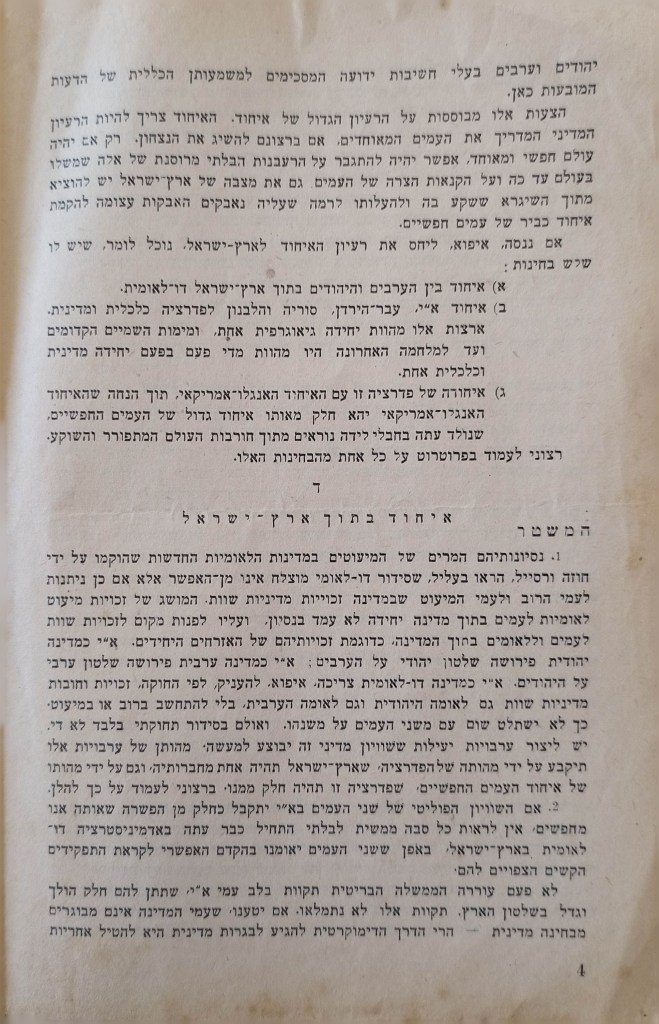 יהודים וערבים בעלי חשיבות ידועה המסכימים למשמעותן הכללית של הדעות
המובעות כאן.
הצעות אלו מבוססות על הרעיון הגדול של איחוד. האיחוד צריך להיות הרעיון
המדיני המדריך את העמים המאוחדים, אם ברצונם להשיג את הנצחון. רק אם יהיה
עולם חפשי ומאוחד, אפשר יהיה להתגבר על הרעבנות הבלתי מרוסנת של אלה שמשלו
בעולם עד כה ועל הקנאות הצרה של העמים. גם את מצבה של ארץ־ישראל יש להוציא
מתוך השיגרא ששקע בה ולהעלותו לרמה שעליה נאבקים האבקות עצומה להקמת
איחוד כביר של עמים חפשיים.
אם ננסה, איפוא, ליחס את רעיון האיחוד לארץ-ישראל, נוכל לומר, שיש לו
שלש בחינות:
א) איחוד בין הערבים והיהודים בתוך ארץ־ישראל דו־לאומית.
ב) איחוד א״י, עבר־הירדן, סוריה והלבנון לפדרציה כלכלית ומדינית.
ארצות אלו מהוות יחידה גיאוגרפית אחת, ומימות השמיים הקדומים
ועד למלחמה האחרונה היו מהוות מדי פעם בפעם יחידה מדינית
וכלכלית אחת.
ג) איחודה של פדרציה זו עם האיחוד האנגלו־אמריקאי, תוך הנחה שהאיחוד
האנגלו־אמריקאי יהא חלק מאותו איחוד גדול של העמים החפשיים,
שנולד עתה בחבלי לידה נוראים מתוך חורבות העולם המתפורר והשוקע.
רצוני לעמוד בפרוטרוט על כל אחת מהבחינות האלו.
ד
איחוד בתוך ארץ־ישראל
המשטר
1. נסיונותיהם המרים של המיעוטים במדינות הלאומיות החדשות שהוקמו על ידי
חוזה ורסייל, הראו בעליל, שסידור דו־לאומי מוצלח אינו מן־האפשר אלא אם כן ניתנות
לעמי הרוב ולעמי המיעוט שבמדינה זכוייות מדיניות שוות. המושג של זכויות מיעוט
לאומיות לעמים בתוך מדינה יחידה לא עמד בנסיון, ועליו לפנות מקום לזכויות שוות
לעמים וללאומים בתוך המדינה, כדוגמת זכויותיהם של האזרחים היחידים. א״י כמדינה
יהודית פירושה שלטון יהודי על הערבים; א״י כמדינה ערבית פירושה שלטון ערבי
על היהודים. א״י כמדינה דו-לאומית צריכה, איפוא, להעניק, לפי החוקה, זכויות וחובות
מדיניות שוות גם לאומה היהודית וגם לאומה הערבית, בלי להתחשב ברוב או במיעוט.
כך לא ישתלט שום עם משני העמים על משנהו. ואולם בסידור תחוקתי בלבד לא די.
יש ליצור ערבויות יעילות ששוויון מדיני זה יבוצע למעשה. מהותן של ערבויות אלו
תיקבע על ידי מהותה של הפדרציה, שארץ־ישראל תהיה אחת מחברותיה, וגם על ידי מהותו
של איחוד העמים החפשיים, שפדרציה זו תהיה חלק ממנו. ברצוני לעמוד על כך להלן.
2. אם השוויון הפוליטי של שני העמים בא״י יתקבל כחלק מן הפשרה שאותה אנו
מחפשים, אין לראות כל סבה ממשית לבלתי התחיל כבר עתה באדמיניסטרציה דו־
לאומית בארץ־ישראל, באפן ששני העמים יאומנו בהקדם האפשרי לקראת התפקידים
הקשים הצפויים להם.
לא פעם עוררה הממשלה הבריטית תקוות בלב עמי א״י, שתתן להם חלק הולך
וגדל בשלטון הארץ. תקוות אלו לא נתמלאו. אם יטענו, שעמי המדינה אינם מבוגרים
מבחינה מדינית — הרי הדרך הדימוקרטית להגיע לבגרות מדינית היא להטיל אחריות
4